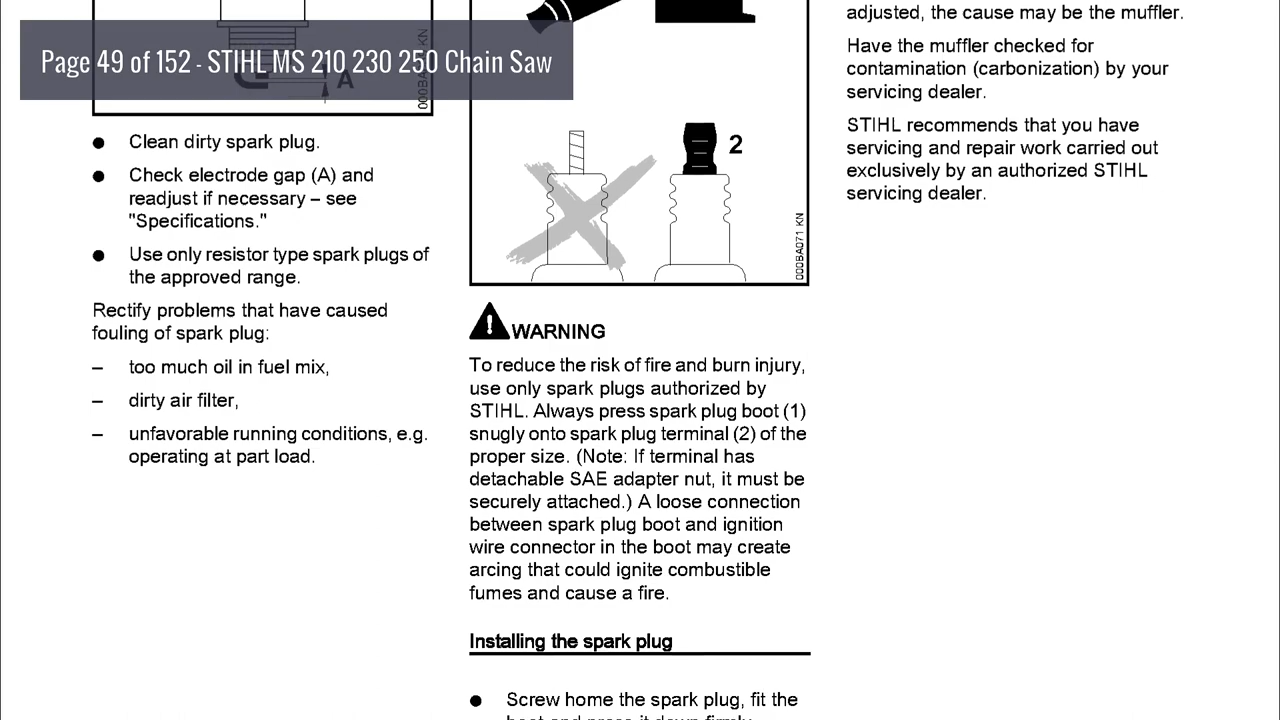 Page 49 of 152 - STIHL MS 210 230 250 Chain Saw
A
● Clean dirty spark plug.
● Check electrode gap (A) and
readjust if necessary – see
"Specifications."
● Use only resistor type spark plugs of
the approved range.
Rectify problems that have caused
fouling of spark plug:
– too much oil in fuel mix,
– dirty air filter,
– unfavorable running conditions, e.g.
operating at part load.
2
000BA071 KN
WARNING
To reduce the risk of fire and burn injury,
use only spark plugs authorized by
STIHL. Always press spark plug boot (1)
snugly onto spark plug terminal (2) of the
proper size. (Note: If terminal has
detachable SAE adapter nut, it must be
securely attached.) A loose connection
between spark plug boot and ignition
wire connector in the boot may create
arcing that could ignite combustible
fumes and cause a fire.
Installing the spark plug
● Screw home the spark plug, fit the
boot and press it down firmly.
adjusted, the cause may be the muffler.
Have the muffler checked for
contamination (carbonization) by your
servicing dealer.
STIHL recommends that you have
servicing and repair work carried out
exclusively by an authorized STIHL
servicing dealer.